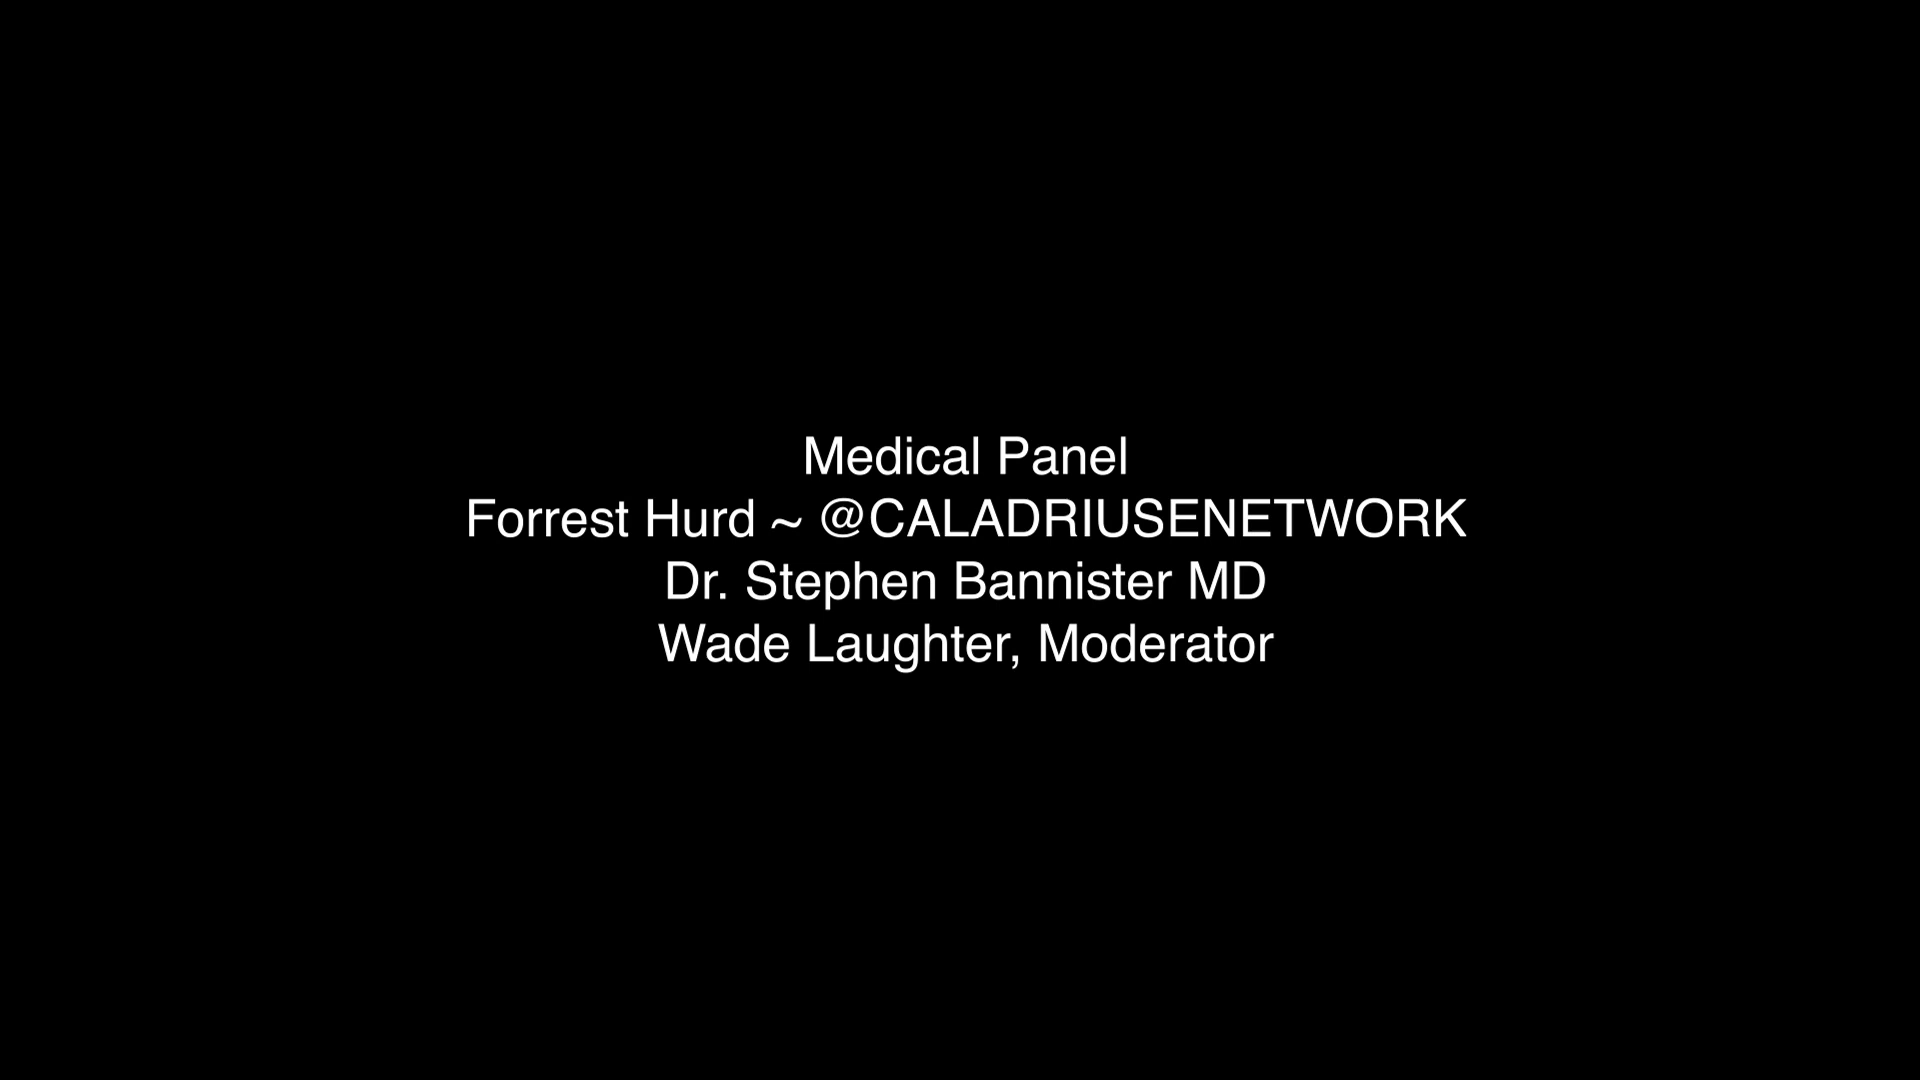 Medical Panel
Forrest Hurd ~ @CALADRIUSENETWORK
Dr. Stephen Bannister MD
Wade Laughter, Moderator